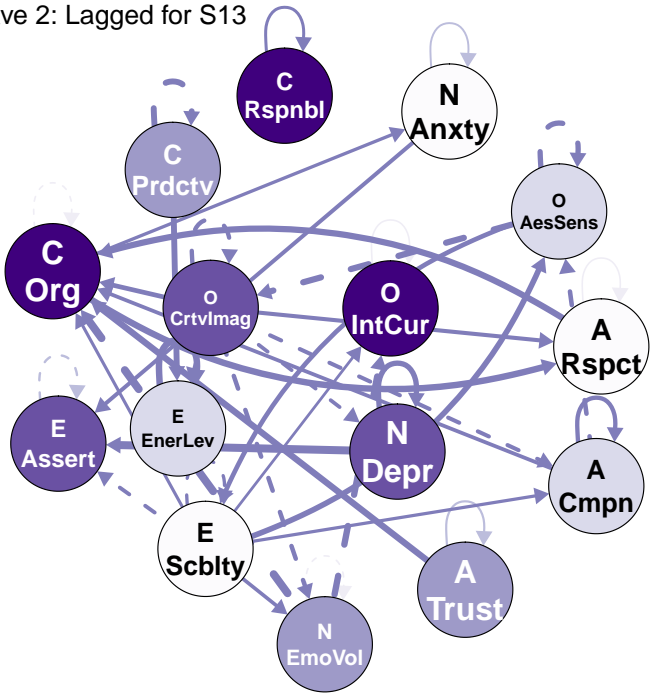 ve 2: Lagged for S13
C
Rspnbl
N
Anxty
C
Prdctv
O
AesSens
C
Org
O
CrtvImag
O
IntCur
A
Rspct
E
Assert
E
EnerLev
N
Depr
A
Cmpn
E
Scblty
A
Trust
N
EmoVol